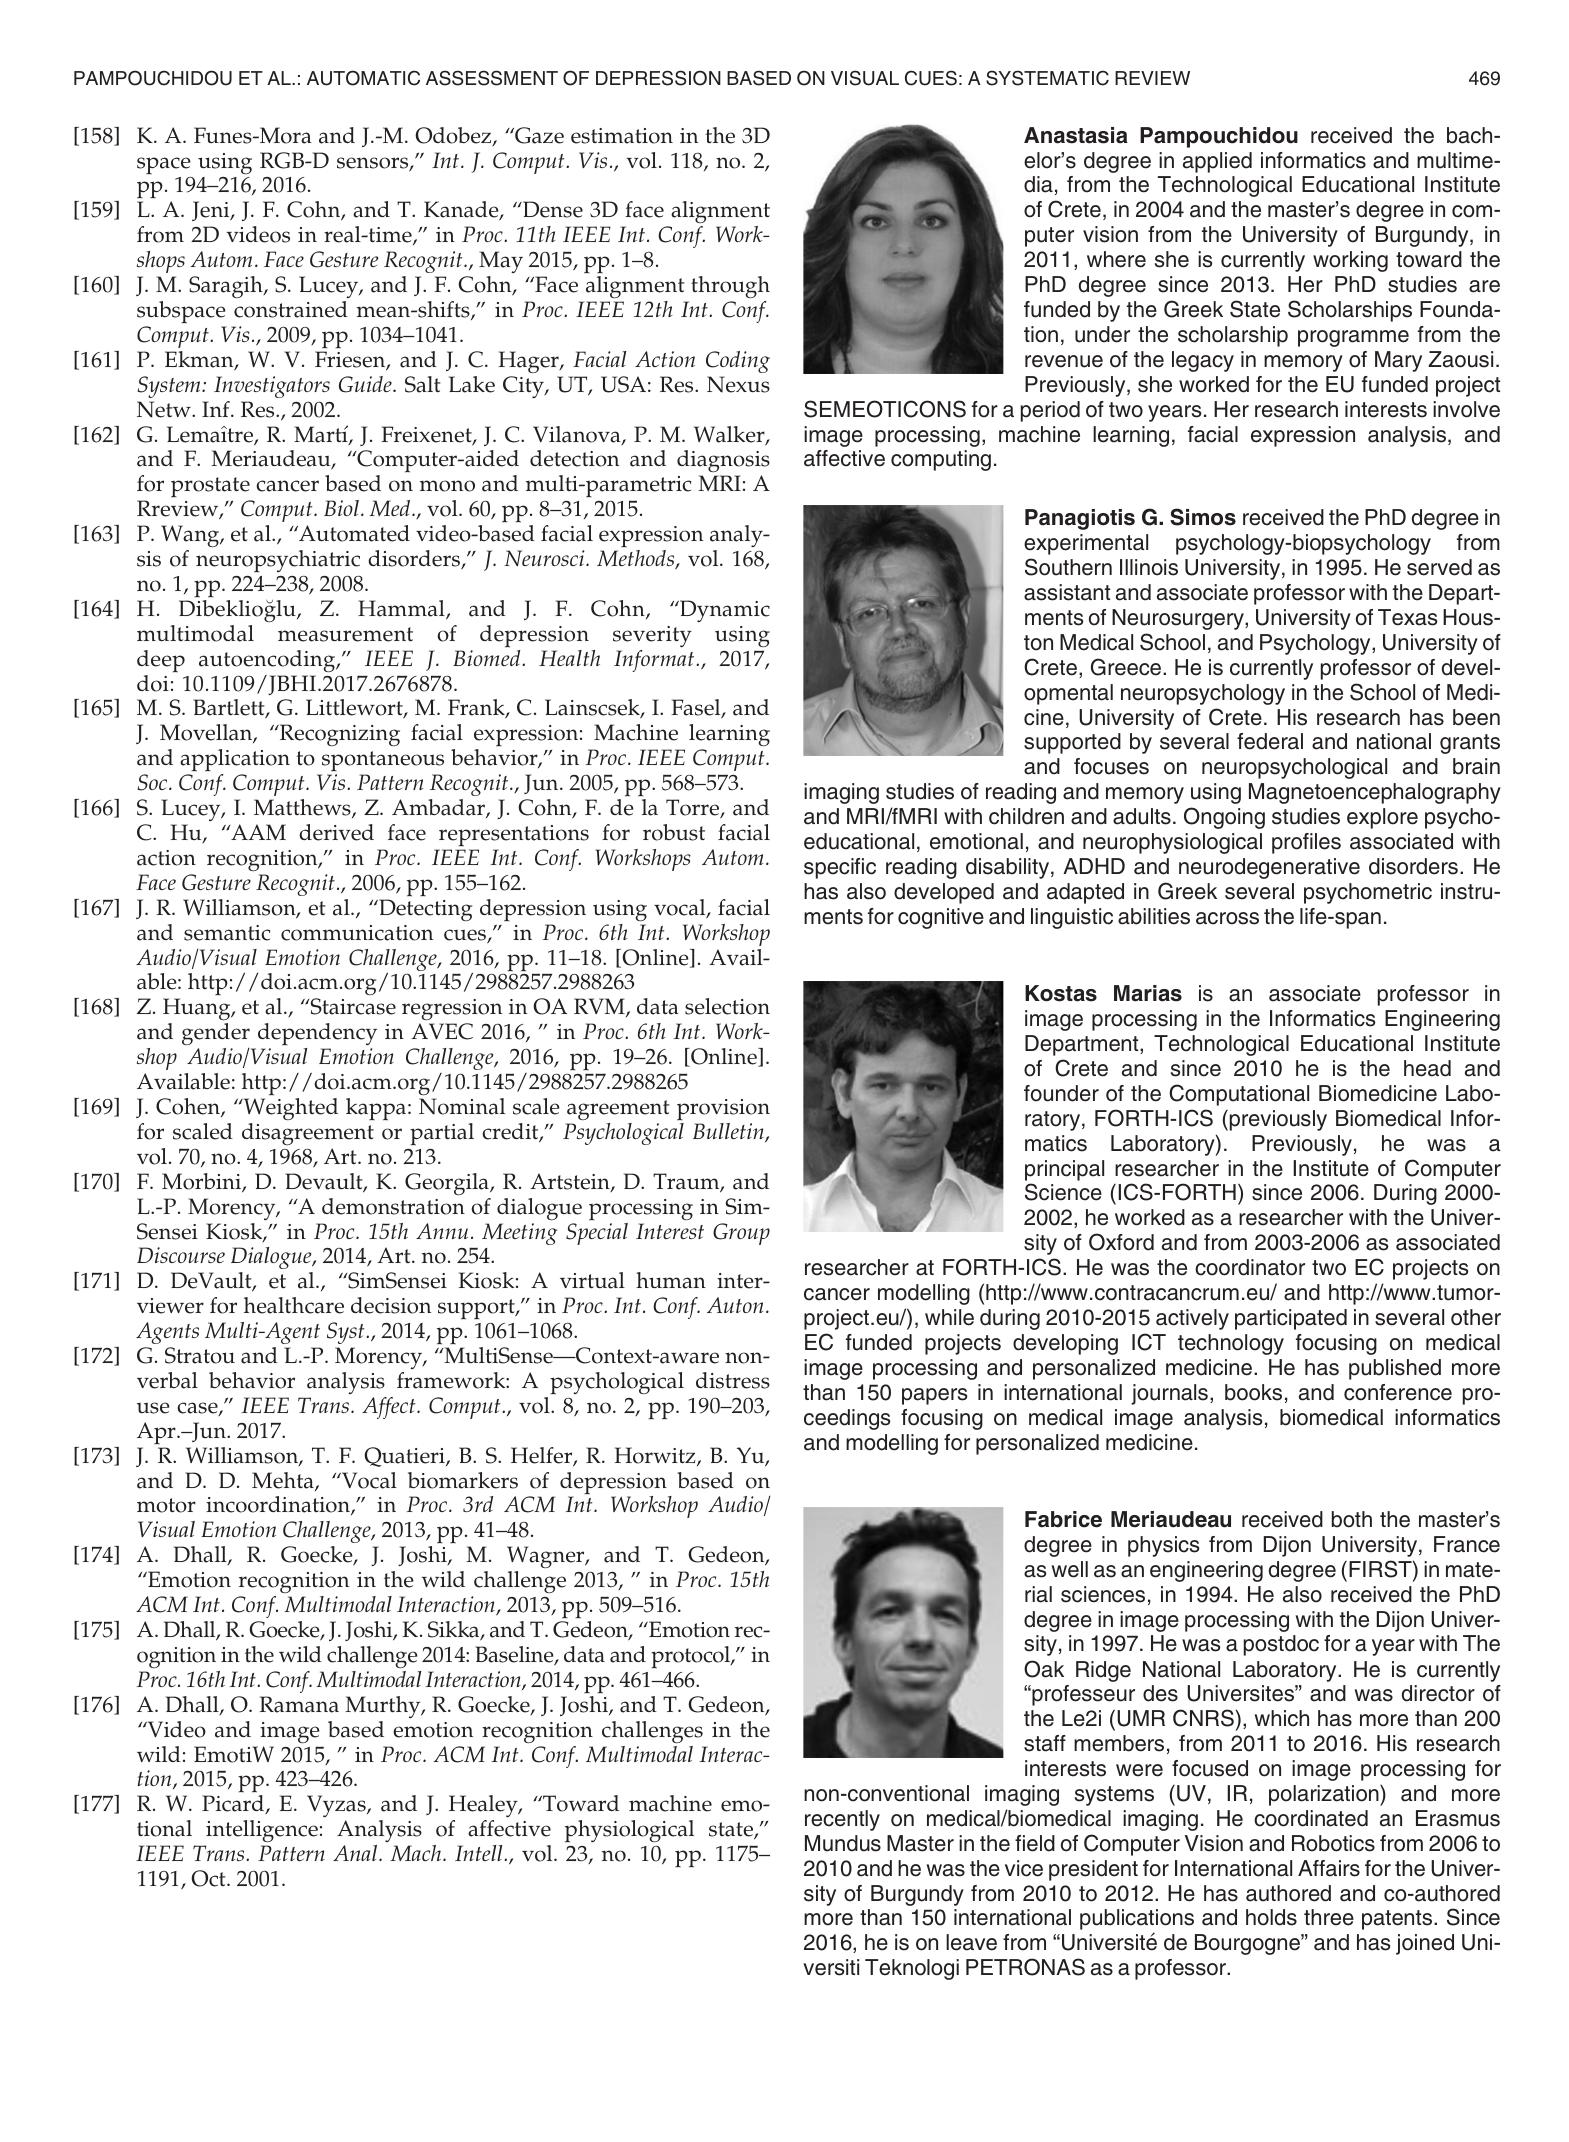 PAMPOUCHIDOU ET AL.: AUTOMATIC ASSESSMENT OF DEPRESSION BASED ON VISUAL CUES: A SYSTEMATIC REVIEW 469
[158] K. A. Funes-Mora and J.-M. Odobez, “Gaze estimation in the 3D
space using RGB-D sensors,” Int. J. Comput. Vis., vol. 118, no. 2,
pp. 194–216, 2016.
[159] L. A. Jeni, J. F. Cohn, and T. Kanade, “Dense 3D face alignment
from 2D videos in real-time,” in Proc. 11th IEEE Int. Conf. Work-
shops Autom. Face Gesture Recognit., May 2015, pp. 1–8.
[160] J. M. Saragih, S. Lucey, and J. F. Cohn, “Face alignment through
subspace constrained mean-shifts,” in Proc. IEEE 12th Int. Conf.
Comput. Vis., 2009, pp. 1034–1041.
[161] P. Ekman, W. V. Friesen, and J. C. Hager, Facial Action Coding
System: Investigators Guide. Salt Lake City, UT, USA: Res. Nexus
Netw. Inf. Res., 2002.
[162] G. Lemaître, R. Martí, J. Freixenet, J. C. Vilanova, P. M. Walker,
and F. Meriaudeau, “Computer-aided detection and diagnosis
for prostate cancer based on mono and multi-parametric MRI: A
Rreview,” Comput. Biol. Med., vol. 60, pp. 8–31, 2015.
[163] P. Wang, et al., “Automated video-based facial expression analy-
sis of neuropsychiatric disorders,” J. Neurosci. Methods, vol. 168,
no. 1, pp. 224–238, 2008.
[164] H. Dibeklioğlu, Z. Hammal, and J. F. Cohn, “Dynamic
multimodal measurement of depression severity using
deep autoencoding,” IEEE J. Biomed. Health Informat., 2017,
doi: 10.1109/JBHI.2017.2676878.
[165] M. S. Bartlett, G. Littlewort, M. Frank, C. Lainscsek, I. Fasel, and
J. Movellan, “Recognizing facial expression: Machine learning
and application to spontaneous behavior,” in Proc. IEEE Comput.
Soc. Conf. Comput. Vis. Pattern Recognit., Jun. 2005, pp. 568–573.
[166] S. Lucey, I. Matthews, Z. Ambadar, J. Cohn, F. de la Torre, and
C. Hu, “AAM derived face representations for robust facial
action recognition,” in Proc. IEEE Int. Conf. Workshops Autom.
Face Gesture Recognit., 2006, pp. 155–162.
[167] J. R. Williamson, et al., “Detecting depression using vocal, facial
and semantic communication cues,” in Proc. 6th Int. Workshop
Audio/Visual Emotion Challenge, 2016, pp. 11–18. [Online]. Avail-
able: http://doi.acm.org/10.1145/2988257.2988263
[168] Z. Huang, et al., “Staircase regression in OA RVM, data selection
and gender dependency in AVEC 2016, ” in Proc. 6th Int. Work-
shop Audio/Visual Emotion Challenge, 2016, pp. 19–26. [Online].
Available: http://doi.acm.org/10.1145/2988257.2988265
[169] J. Cohen, “Weighted kappa: Nominal scale agreement provision
for scaled disagreement or partial credit,” Psychological Bulletin,
vol. 70, no. 4, 1968, Art. no. 213.
[170] F. Morbini, D. Devault, K. Georgila, R. Artstein, D. Traum, and
L.-P. Morency, “A demonstration of dialogue processing in Sim-
Sensei Kiosk,” in Proc. 15th Annu. Meeting Special Interest Group
Discourse Dialogue, 2014, Art. no. 254.
[171] D. DeVault, et al., “SimSensei Kiosk: A virtual human inter-
viewer for healthcare decision support,” in Proc. Int. Conf. Auton.
Agents Multi-Agent Syst., 2014, pp. 1061–1068.
[172] G. Stratou and L.-P. Morency, “MultiSense—Context-aware non-
verbal behavior analysis framework: A psychological distress
use case,” IEEE Trans. Affect. Comput., vol. 8, no. 2, pp. 190–203,
Apr.–Jun. 2017.
[173] J. R. Williamson, T. F. Quatieri, B. S. Helfer, R. Horwitz, B. Yu,
and D. D. Mehta, “Vocal biomarkers of depression based on
motor incoordination,” in Proc. 3rd ACM Int. Workshop Audio/
Visual Emotion Challenge, 2013, pp. 41–48.
[174] A. Dhall, R. Goecke, J. Joshi, M. Wagner, and T. Gedeon,
“Emotion recognition in the wild challenge 2013, ” in Proc. 15th
ACM Int. Conf. Multimodal Interaction, 2013, pp. 509–516.
[175] A. Dhall, R. Goecke, J. Joshi, K. Sikka, and T. Gedeon, “Emotion rec-
ognition in the wild challenge 2014: Baseline, data and protocol,” in
Proc. 16th Int. Conf. Multimodal Interaction, 2014, pp. 461–466.
[176] A. Dhall, O. Ramana Murthy, R. Goecke, J. Joshi, and T. Gedeon,
“Video and image based emotion recognition challenges in the
wild: EmotiW 2015, ” in Proc. ACM Int. Conf. Multimodal Interac-
tion, 2015, pp. 423–426.
[177] R. W. Picard, E. Vyzas, and J. Healey, “Toward machine emo-
tional intelligence: Analysis of affective physiological state,”
IEEE Trans. Pattern Anal. Mach. Intell., vol. 23, no. 10, pp. 1175–
1191, Oct. 2001.
Anastasia Pampouchidou received the bach-
elor’s degree in applied informatics and multime-
dia, from the Technological Educational Institute
of Crete, in 2004 and the master’s degree in com-
puter vision from the University of Burgundy, in
2011, where she is currently working toward the
PhD degree since 2013. Her PhD studies are
funded by the Greek State Scholarships Founda-
tion, under the scholarship programme from the
revenue of the legacy in memory of Mary Zaousi.
Previously, she worked for the EU funded project
SEMEOTICONS for a period of two years. Her research interests involve
image processing, machine learning, facial expression analysis, and
affective computing.
Panagiotis G. Simos received the PhD degree in
experimental psychology-biopsychology from
Southern Illinois University, in 1995. He served as
assistant and associate professor with the Depart-
ments of Neurosurgery, University of Texas Hous-
ton Medical School, and Psychology, University of
Crete, Greece. He is currently professor of devel-
opmental neuropsychology in the School of Medi-
cine, University of Crete. His research has been
supported by several federal and national grants
and focuses on neuropsychological and brain
imaging studies of reading and memory using Magnetoencephalography
and MRI/fMRI with children and adults. Ongoing studies explore psycho-
educational, emotional, and neurophysiological profiles associated with
specific reading disability, ADHD and neurodegenerative disorders. He
has also developed and adapted in Greek several psychometric instru-
ments for cognitive and linguistic abilities across the life-span.
Kostas Marias is an associate professor in
image processing in the Informatics Engineering
Department, Technological Educational Institute
of Crete and since 2010 he is the head and
founder of the Computational Biomedicine Labo-
ratory, FORTH-ICS (previously Biomedical Infor-
matics Laboratory). Previously, he was a
principal researcher in the Institute of Computer
Science (ICS-FORTH) since 2006. During 2000-
2002, he worked as a researcher with the Univer-
sity of Oxford and from 2003-2006 as associated
researcher at FORTH-ICS. He was the coordinator two EC projects on
cancer modelling (http://www.contracancrum.eu/ and http://www.tumor-
project.eu/), while during 2010-2015 actively participated in several other
EC funded projects developing ICT technology focusing on medical
image processing and personalized medicine. He has published more
than 150 papers in international journals, books, and conference pro-
ceedings focusing on medical image analysis, biomedical informatics
and modelling for personalized medicine.
Fabrice Meriaudeau received both the master’s
degree in physics from Dijon University, France
as well as an engineering degree (FIRST) in mate-
rial sciences, in 1994. He also received the PhD
degree in image processing with the Dijon Univer-
sity, in 1997. He was a postdoc for a year with The
Oak Ridge National Laboratory. He is currently
“professeur des Universites” and was director of
the Le2i (UMR CNRS), which has more than 200
staff members, from 2011 to 2016. His research
interests were focused on image processing for
non-conventional imaging systems (UV, IR, polarization) and more
recently on medical/biomedical imaging. He coordinated an Erasmus
Mundus Master in the field of Computer Vision and Robotics from 2006 to
2010 and he was the vice president for International Affairs for the Univer-
sity of Burgundy from 2010 to 2012. He has authored and co-authored
more than 150 international publications and holds three patents. Since
2016, he is on leave from “Université de Bourgogne” and has joined Uni-
versiti Teknologi PETRONAS as a professor.